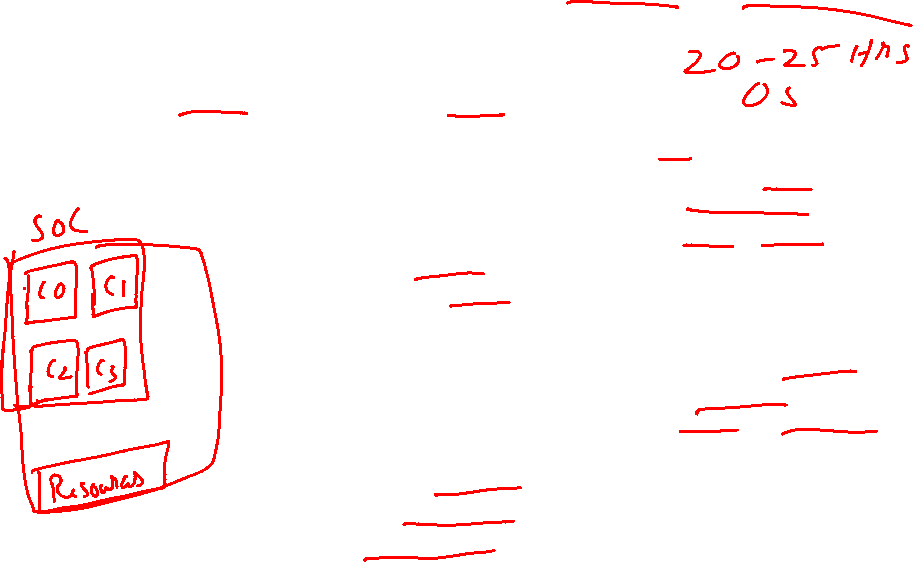 20-25 Hrs
OS
SOC
C0 C1
C2 C3
Resources